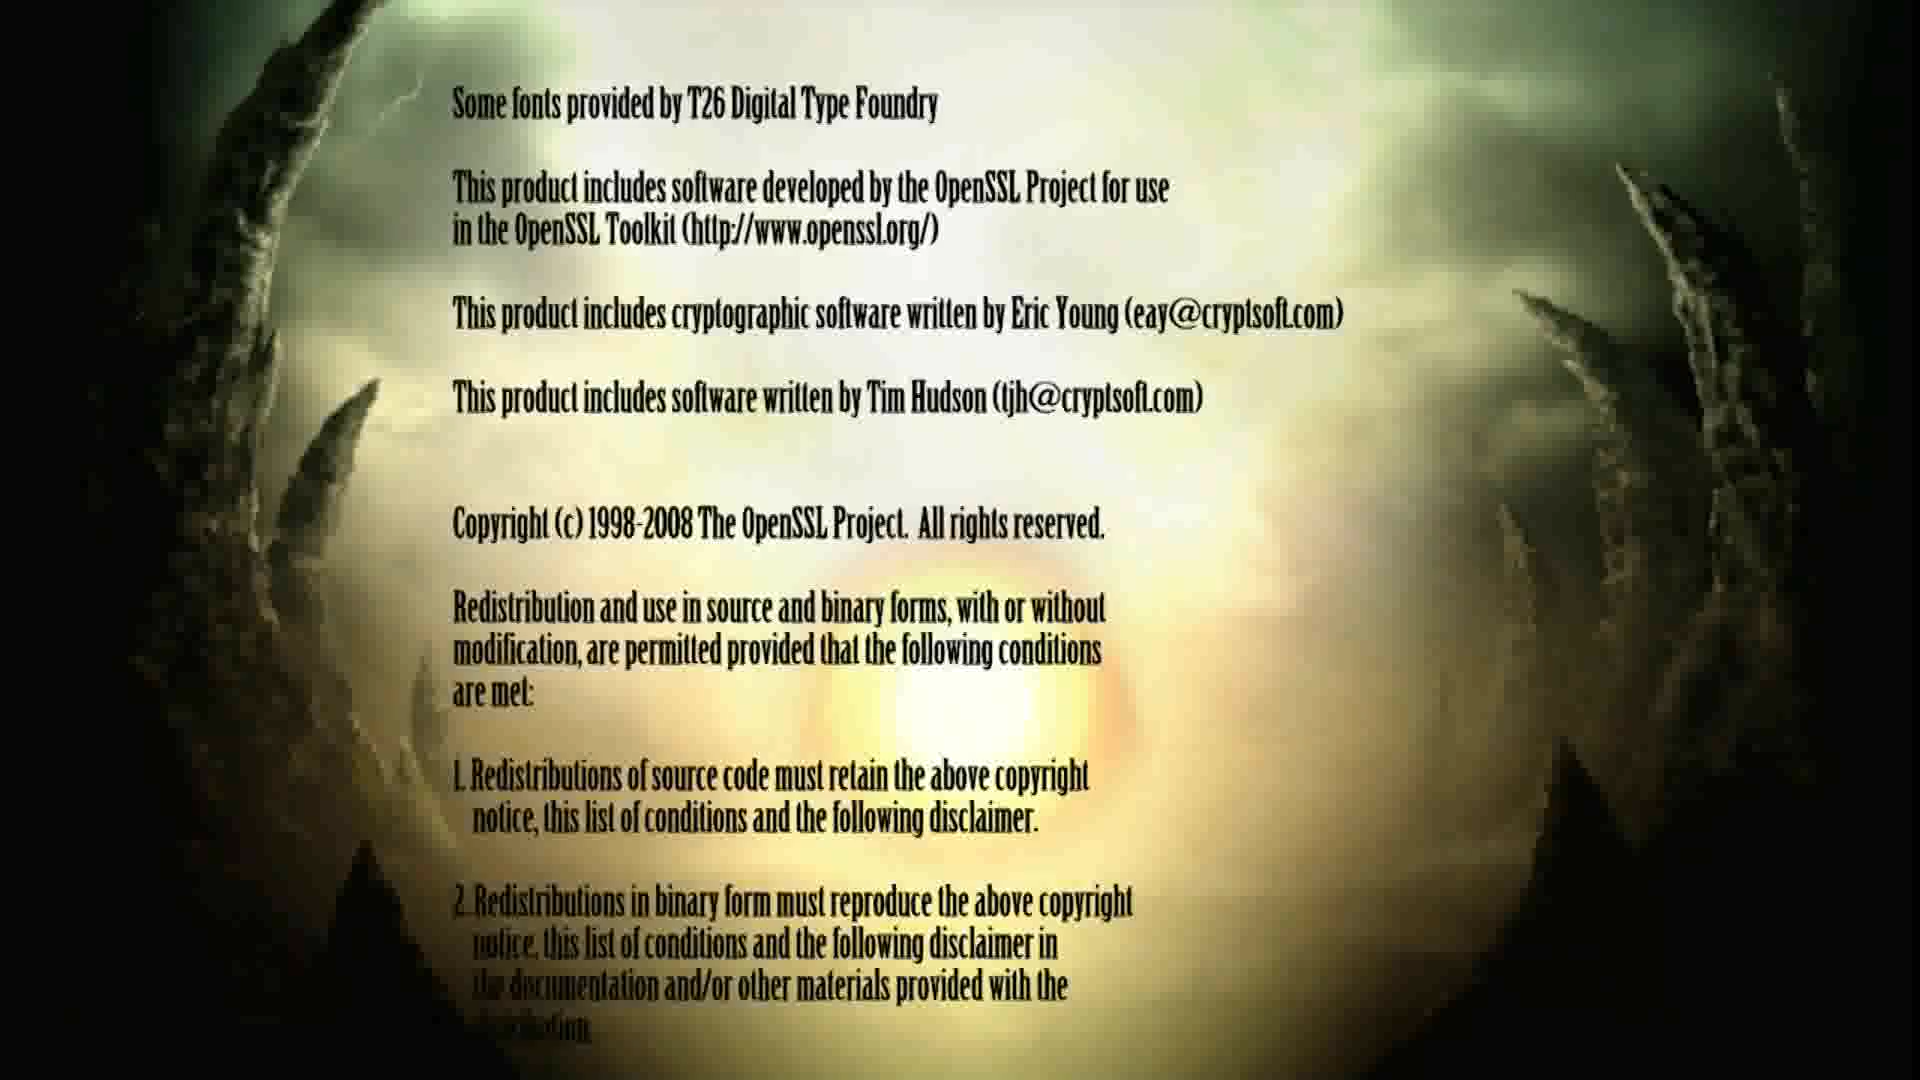 Some fonts provided by T26 Digital Type Foundry
This product includes software developed by the OpenSSL Project for use
in the OpenSSL Toolkit (http://www.openssl.org/)
This product includes cryptographic software written by Eric Young (eay@cryptsoft.com)
This product includes software written by Tim Hudson (tjh@cryptsoft.com)
Copyright (c) 1998-2008 The OpenSSL Project. All rights reserved.
Redistribution and use in source and binary forms, with or without
modification, are permitted provided that the following conditions
are met:
1. Redistributions of source code must retain the above copyright
notice, this list of conditions and the following disclaimer.
2. Redistributions in binary form must reproduce the above copyright
notice, this list of conditions and the following disclaimer in
the documentation and/or other materials provided with the